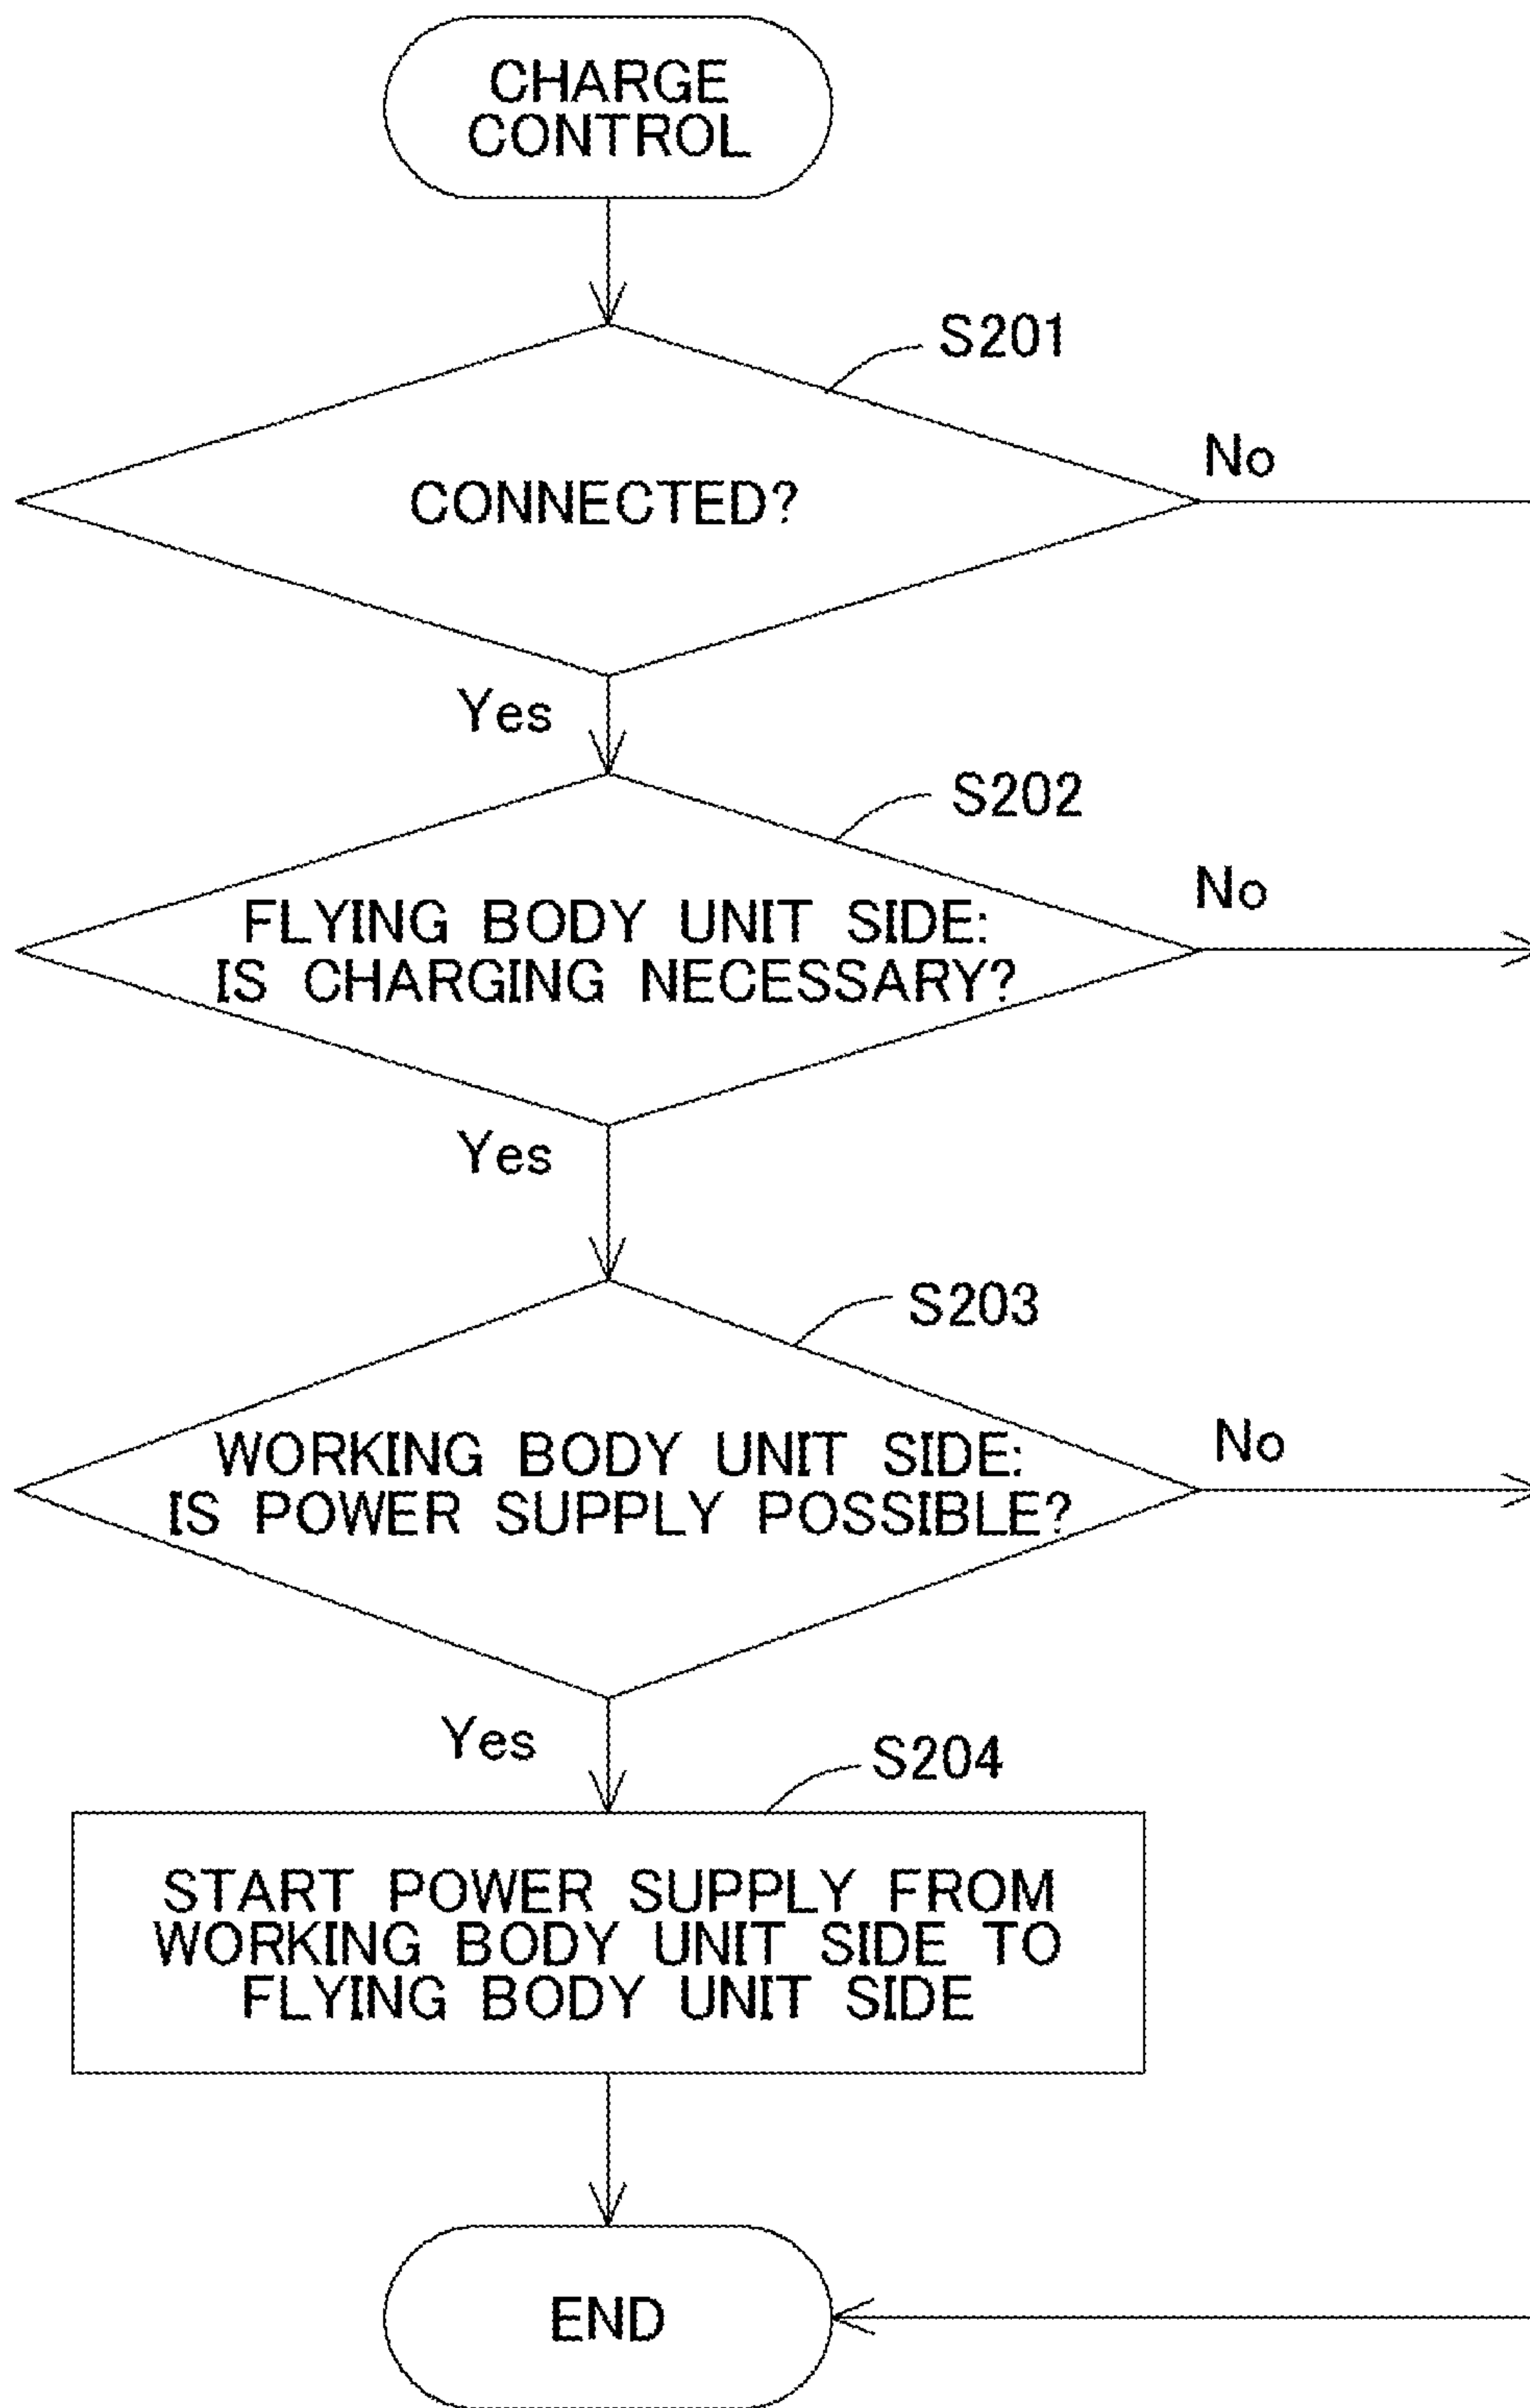 CHARGE
CONTROL
S201
No
CONNECTED?
Yes
S202
No
FLYING BODY UNIT SIDE:
IS CHARGING NECESSARY?
Yes
S203
No
WORKING BODY UNIT SIDE:
IS POWER SUPPLY POSSIBLE?
Yes
S204
START POWER SUPPLY FROM
WORKING BODY UNIT SIDE TO
FLYING BODY UNIT SIDE
END